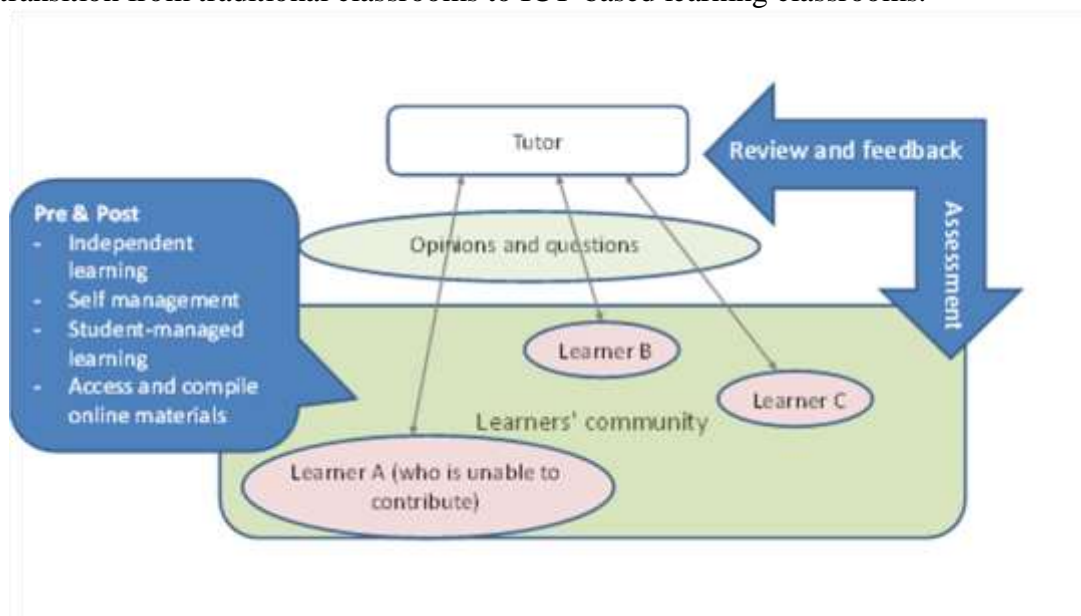 transition from traditional classrooms to ICT-based learning classrooms.
Tutor
Review and feedback
Assessment
Pre & Post
- Independent
learning
- Self management
- Student-managed
learning
- Access and compile
online materials
Opinions and questions
Learner B
Learner C
Learners' community
Learner A (who is unable to
contribute)